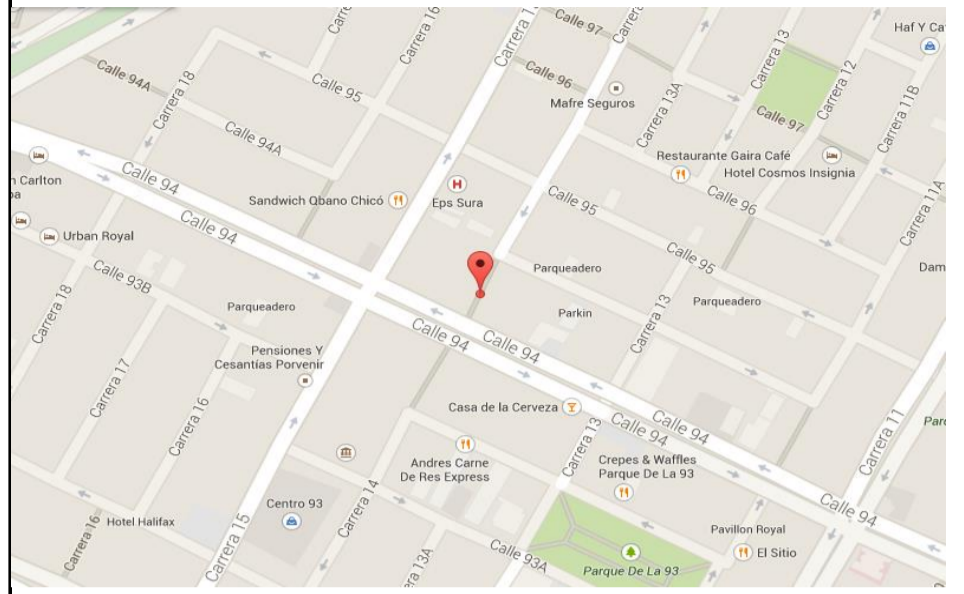 Carrera 16
Calle 97
Carrera 13
Haf Y Ca
Calle 94A
Carrera 18
Calle 95
Calle 96
Mafre Seguros
Carrera 13A
Carrera 12
Calle 97
Carrera 11B
Calle 94A
Restaurante Gaira Café
Hotel Cosmos Insignia
n Carlton
pa
Calle 94
Sandwich Qbano Chicó
H
Eps Sura
Calle 95
Calle 96
Carrera 11A
Urban Royal
Calle 94
Calle 93B
Parqueadero
Calle 95
Dam
Carrera 18
Parqueadero
Parkin
Carrera 13
Parqueadero
Calle 94
Calle 94
Pensiones Y
Cesantías Porvenir
Carrera 17
Carrera 16
Casa de la Cerveza
Calle 94
Calle 94
Parq
Carrera 11
Andres Carne
De Res Express
Carrera 13
Crepes & Waffles
Parque De La 93
Centro 93
Carrera 14
Calle 94
Hotel Halifax
Carrera 16
Carrera 15
Pavillon Royal
El Sitio
Calle 93A
Parque De La 93